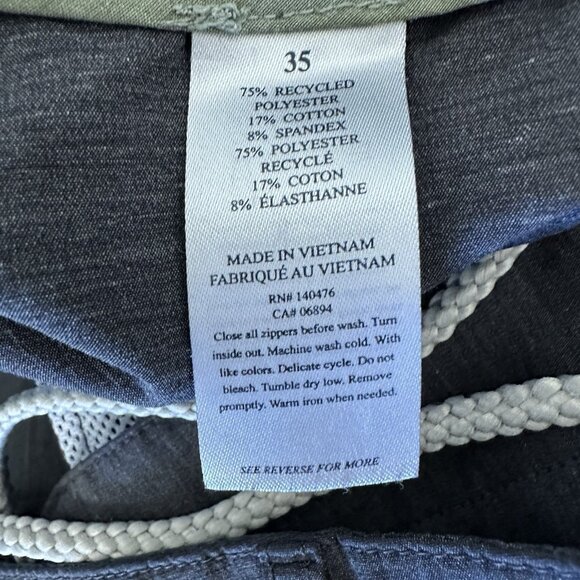 35
75% RECYCLED
POLYESTER
17% COTTON
8% SPANDEX
75% POLYESTER
RECYCLÉ
17% COTON
8% ÉLASTHANNE
MADE IN VIETNAM
FABRIQUÉ AU VIETNAM
RN# 140476
CA# 06894
Close all zippers before wash. Turn
inside out. Machine wash cold. With
like colors. Delicate cycle. Do not
bleach. Tumble dry low. Remove
promptly. Warm iron when needed.
SEE REVERSE FOR MORE